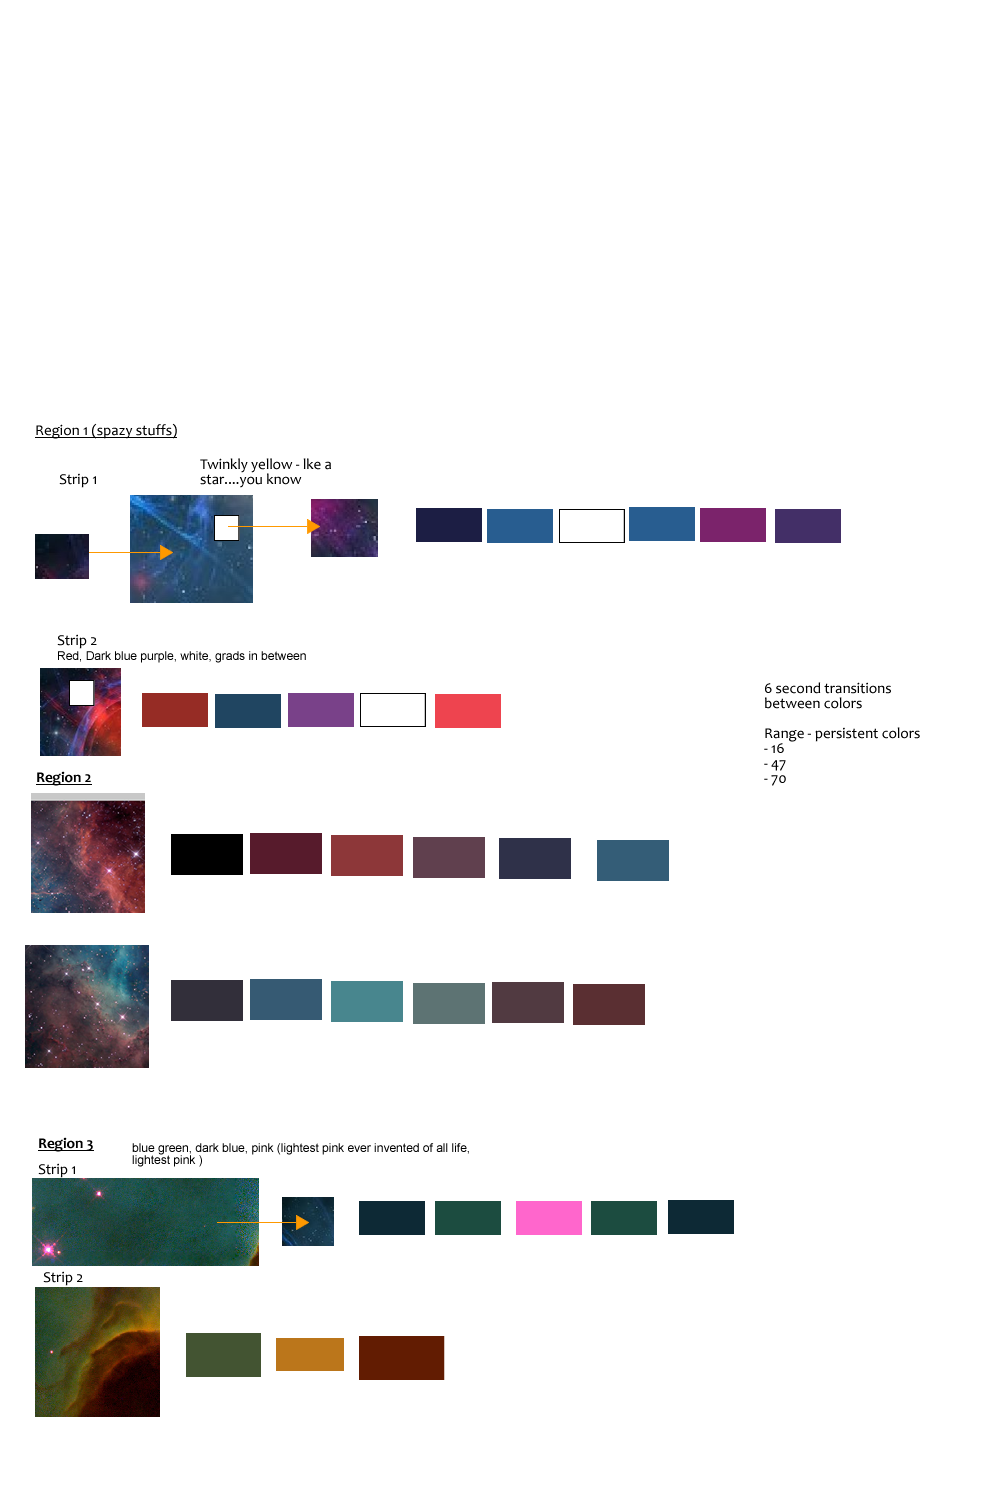 Region 1 (spazy stuffs)
Strip 1
Twinkly yellow - lke a
star....you know
Strip 2
Red, Dark blue purple, white, grads in between
6 second transitions
between colors
Range - persistent colors
- 16
- 47
- 70
Region 2
Region 3
blue green, dark blue, pink (lightest pink ever invented of all life,
lightest pink )
Strip 1
Strip 2